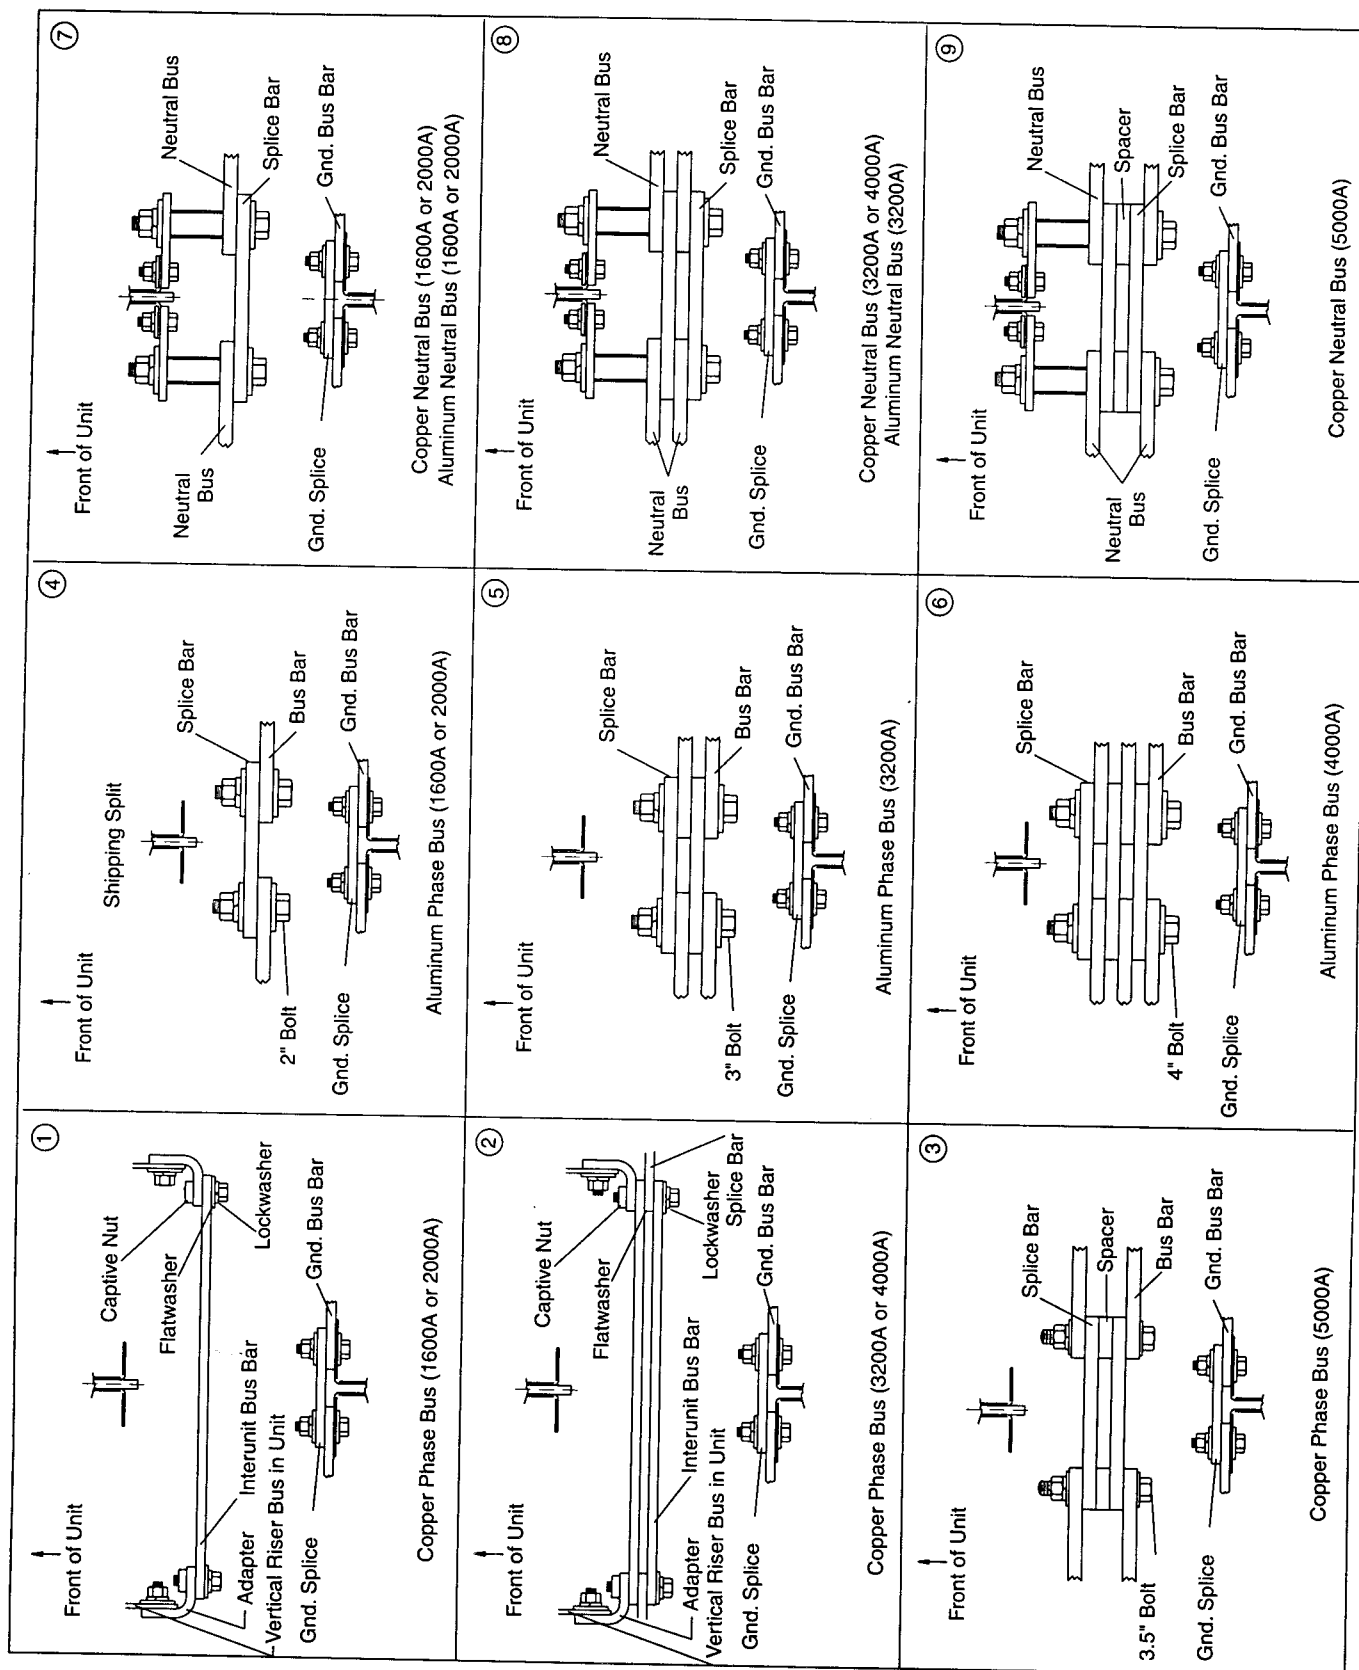 ①
Front of Unit
Captive Nut
Flatwasher
Lockwasher
Interunit Bus Bar
Adapter
Vertical Riser Bus in Unit
Gnd. Splice
Gnd. Bus Bar
Copper Phase Bus (1600A or 2000A)
④
Front of Unit
Shipping Split
Splice Bar
Bus Bar
2" Bolt
Gnd. Splice
Gnd. Bus Bar
Aluminum Phase Bus (1600A or 2000A)
⑦
Front of Unit
Neutral Bus
Splice Bar
Neutral
Bus
Gnd. Splice
Gnd. Bus Bar
Copper Neutral Bus (1600A or 2000A)
Aluminum Neutral Bus (1600A or 2000A)
②
Front of Unit
Captive Nut
Flatwasher
Lockwasher
Splice Bar
Interunit Bus Bar
Adapter
Vertical Riser Bus in Unit
Gnd. Splice
Gnd. Bus Bar
Copper Phase Bus (3200A or 4000A)
⑤
Front of Unit
Splice Bar
Bus Bar
3" Bolt
Gnd. Splice
Gnd. Bus Bar
Aluminum Phase Bus (3200A)
⑧
Front of Unit
Neutral Bus
Splice Bar
Neutral
Bus
Gnd. Splice
Gnd. Bus Bar
Copper Neutral Bus (3200A or 4000A)
Aluminum Neutral Bus (3200A)
③
Front of Unit
Splice Bar
Spacer
Bus Bar
3.5" Bolt
Gnd. Splice
Gnd. Bus Bar
Copper Phase Bus (5000A)
⑥
Front of Unit
Splice Bar
Bus Bar
4" Bolt
Gnd. Splice
Gnd. Bus Bar
Aluminum Phase Bus (4000A)
⑨
Front of Unit
Neutral Bus
Spacer
Splice Bar
Neutral
Bus
Gnd. Splice
Gnd. Bus Bar
Copper Neutral Bus (5000A)